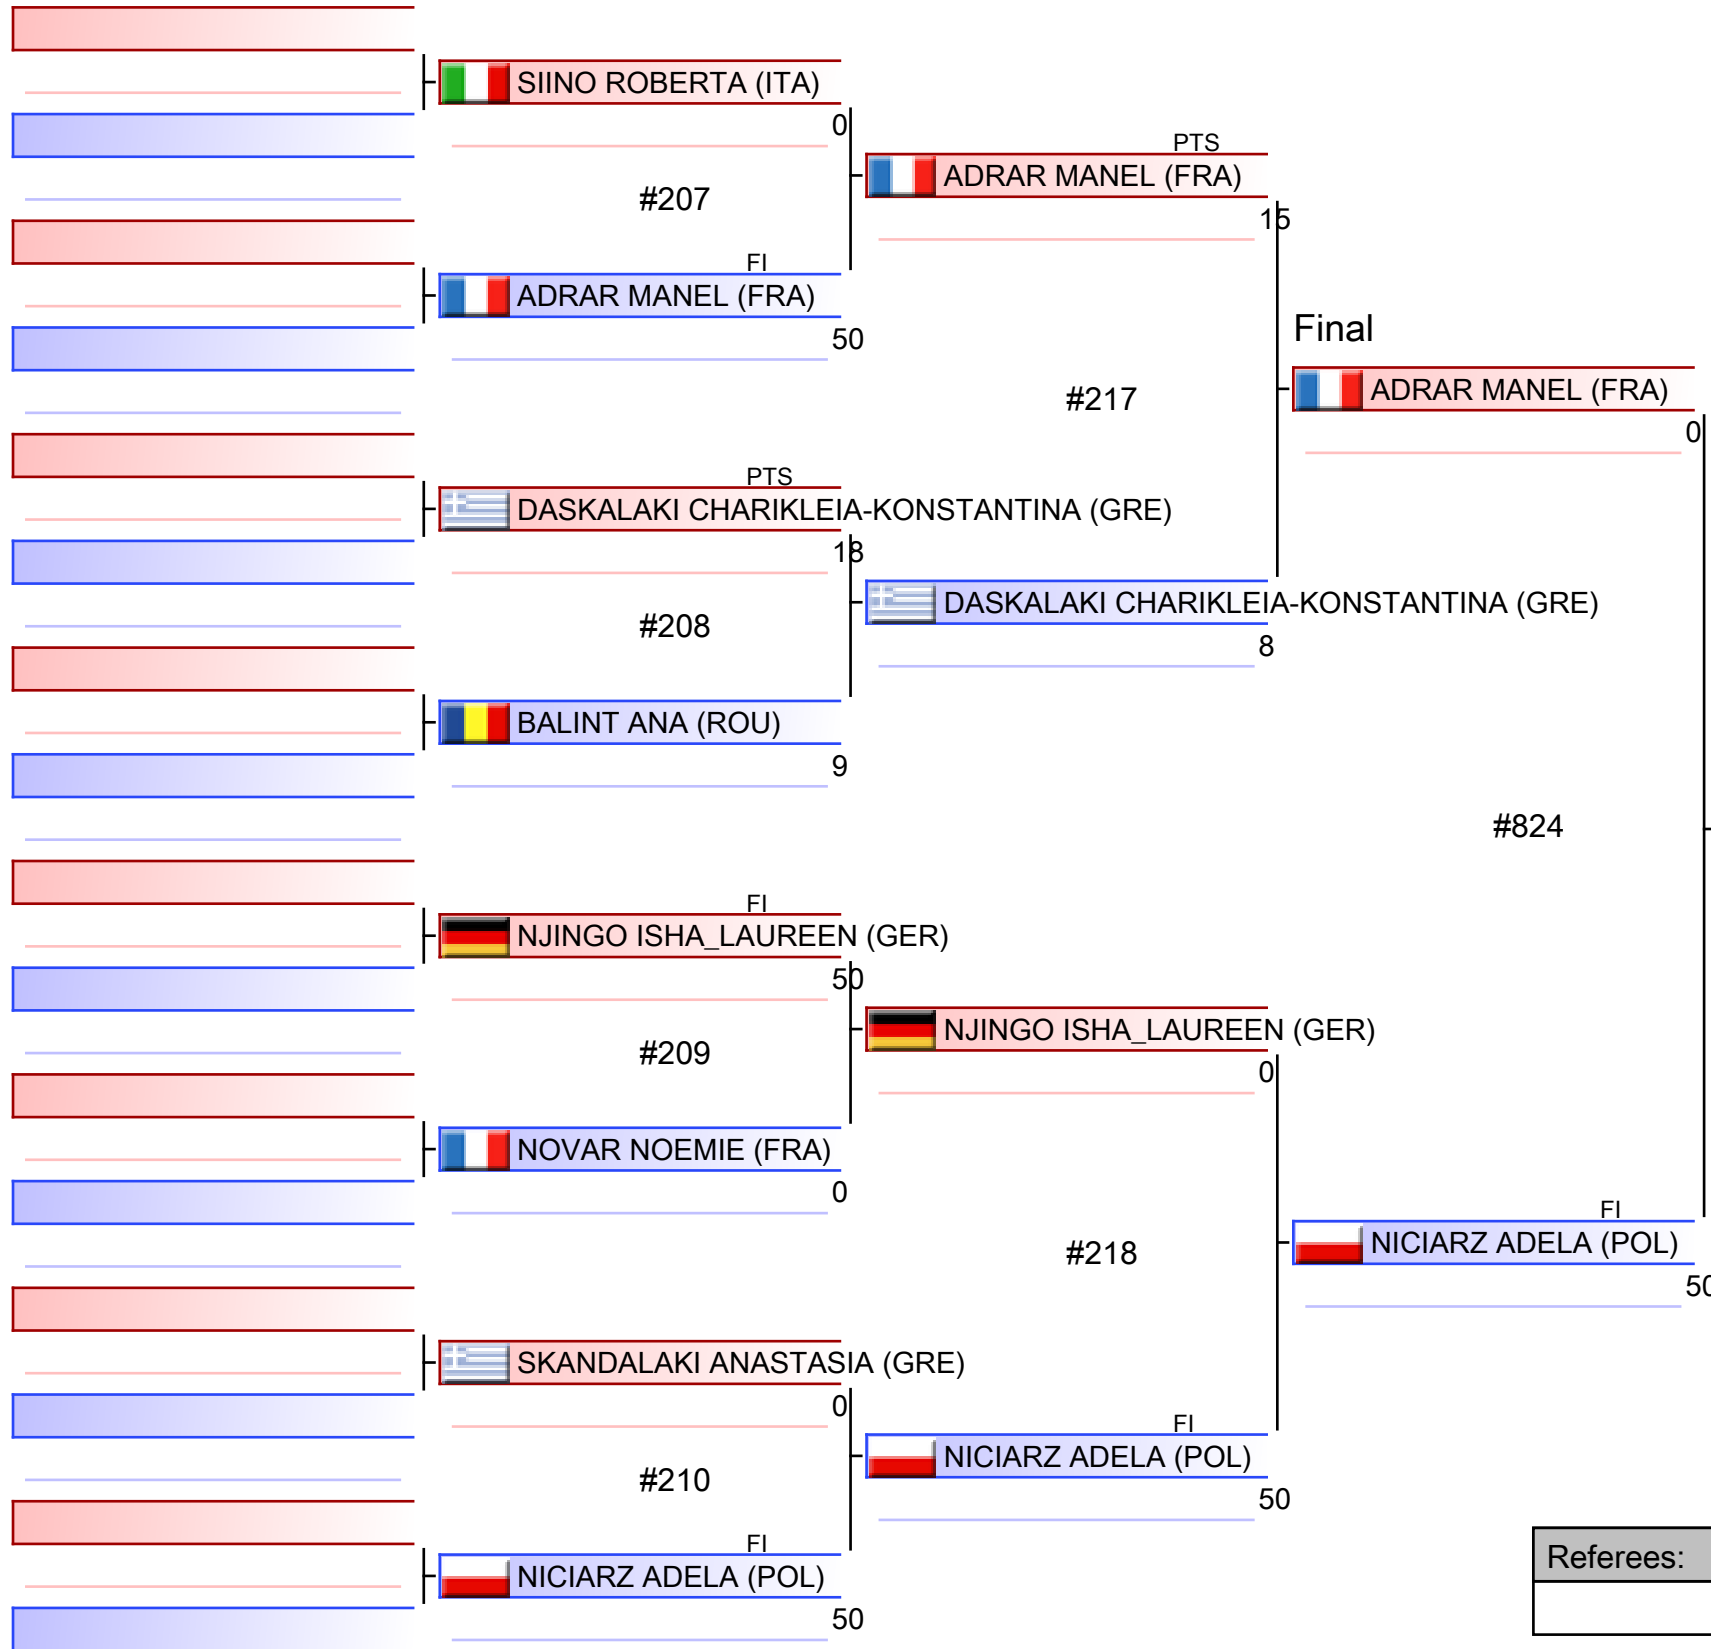 SIINO ROBERTA (ITA)
0
#207
FI
ADRAR MANEL (FRA)
50
PTS
DASKALAKI CHARIKLEIA-KONSTANTINA (GRE)
18
#208
BALINT ANA (ROU)
9
FI
NJINGO ISHA_LAUREEN (GER)
50
#209
NOVAR NOEMIE (FRA)
0
SKANDALAKI ANASTASIA (GRE)
0
#210
FI
NICIARZ ADELA (POL)
50
PTS
ADRAR MANEL (FRA)
15
#217
DASKALAKI CHARIKLEIA-KONSTANTINA (GRE)
8
NJINGO ISHA_LAUREEN (GER)
0
#218
FI
NICIARZ ADELA (POL)
50
Final
ADRAR MANEL (FRA)
0
#824
FI
NICIARZ ADELA (POL)
50
Referees: